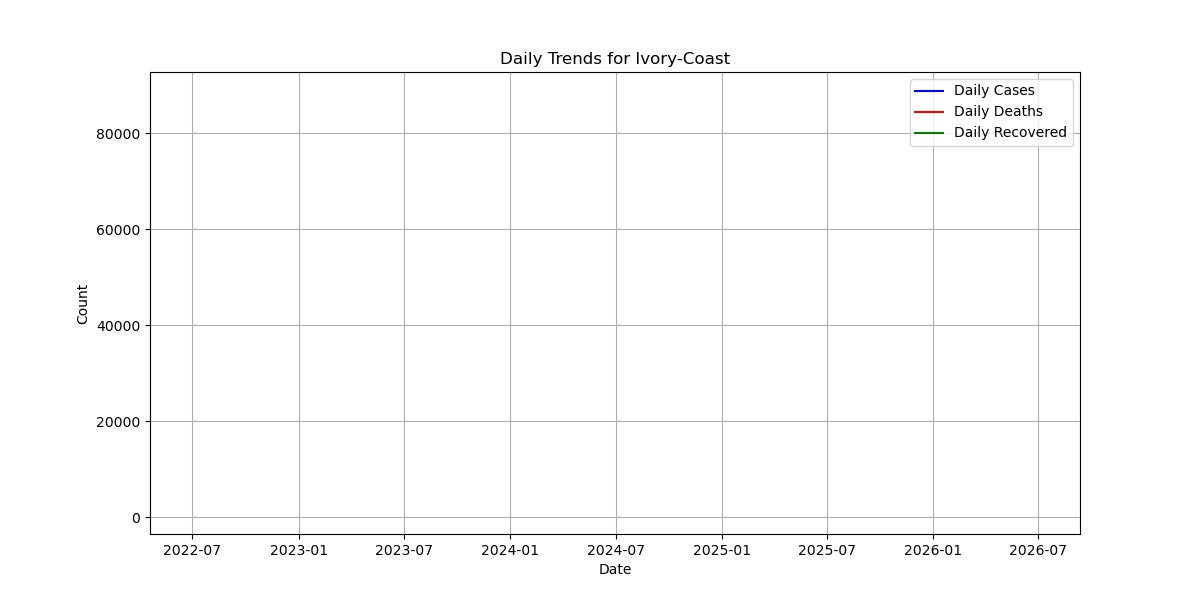 Daily Trends for Ivory-Coast
Daily Cases
Daily Deaths
Daily Recovered
80000
60000
40000
20000
0
Count
2022-07 2023-01 2023-07 2024-01 2024-07 2025-01 2025-07 2026-01 2026-07
Date